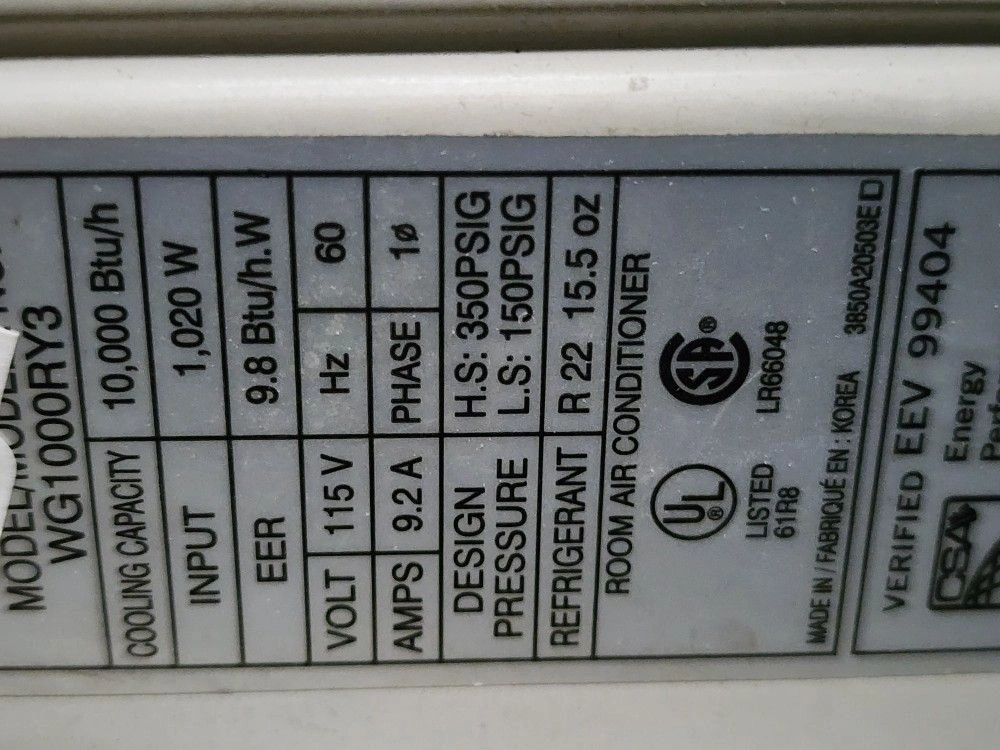 MODEL/MODELE
WG1000RY3
COOLING CAPACITY 10,000 Btu/h
INPUT 1,020 W
EER 9.8 Btu/h.W
VOLT 115 V Hz 60
AMPS 9.2 A PHASE 1ø
DESIGN PRESSURE H.S: 350PSIG
L.S: 150PSIG
REFRIGERANT R 22 15.5 oz
ROOM AIR CONDITIONER
UL ® SA ®
LISTED
61R8 LR66048
MADE IN / FABRIQUÉ EN : KOREA 3850A20503E D
VERIFIED EEV 99404
CSA Energy